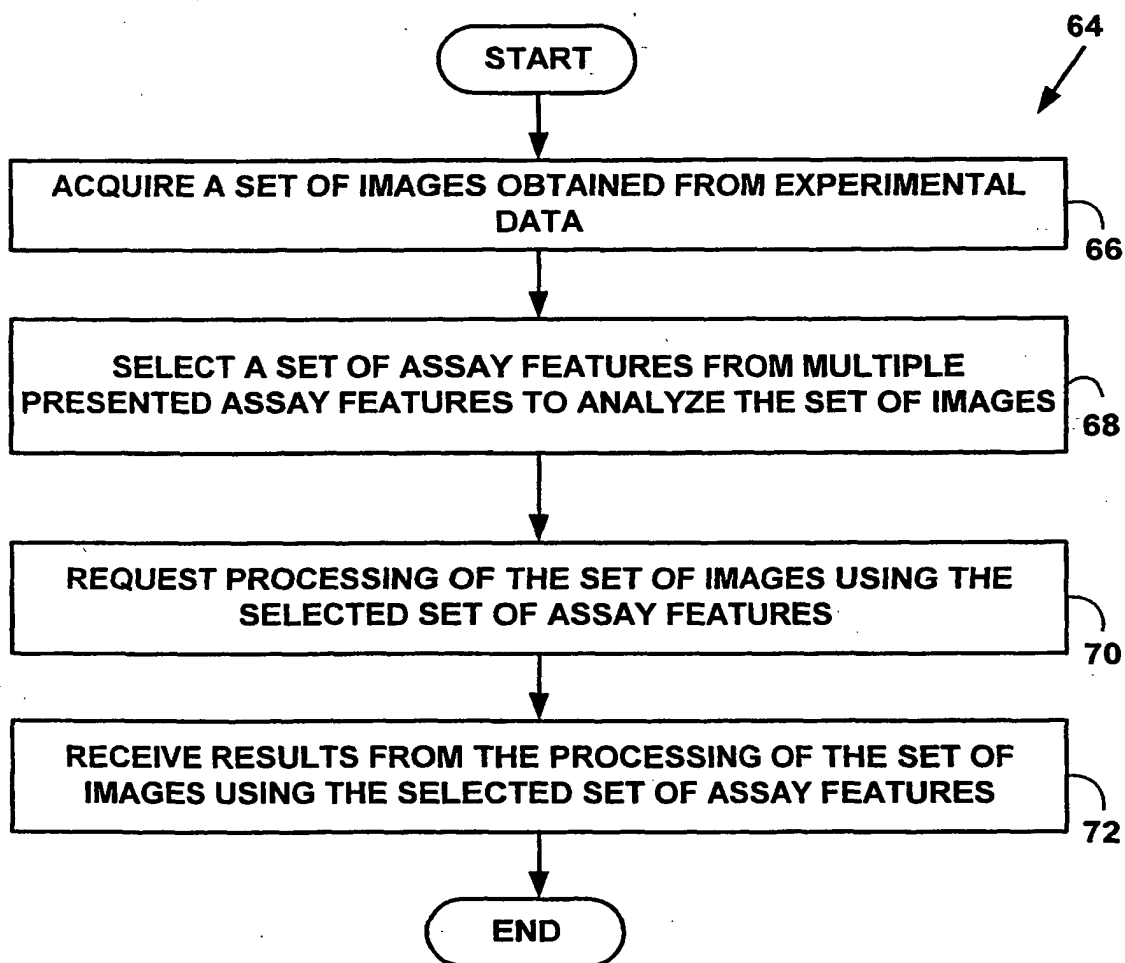 64
START
ACQUIRE A SET OF IMAGES OBTAINED FROM EXPERIMENTAL
DATA
66
SELECT A SET OF ASSAY FEATURES FROM MULTIPLE
PRESENTED ASSAY FEATURES TO ANALYZE THE SET OF IMAGES
68
REQUEST PROCESSING OF THE SET OF IMAGES USING THE
SELECTED SET OF ASSAY FEATURES
70
RECEIVE RESULTS FROM THE PROCESSING OF THE SET OF
IMAGES USING THE SELECTED SET OF ASSAY FEATURES
72
END